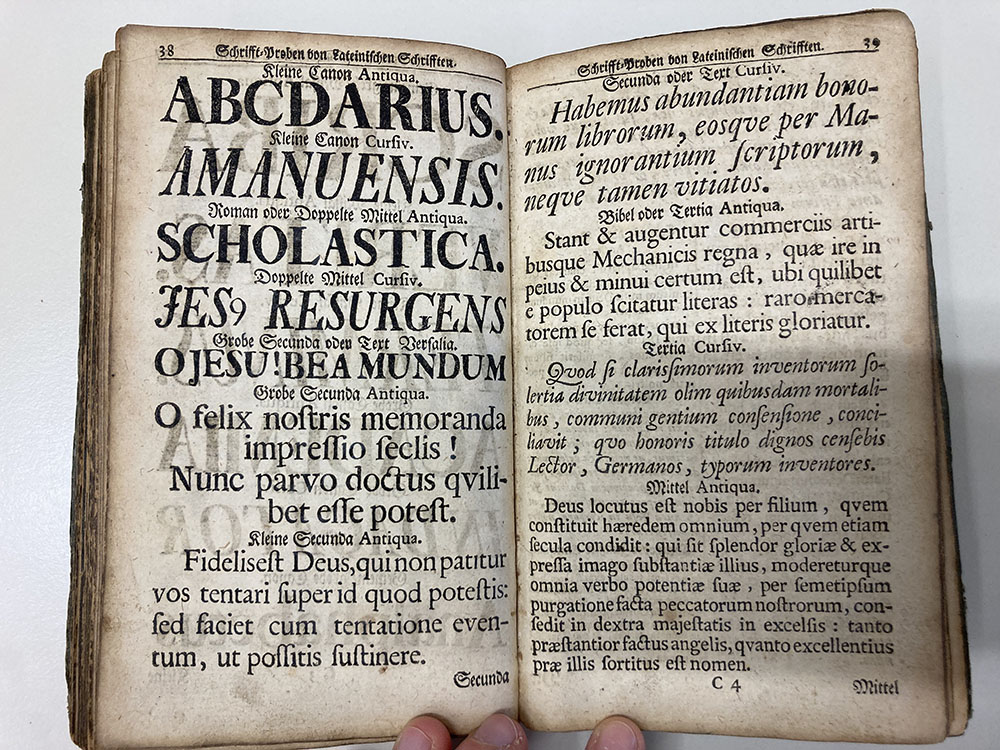 38
Schrifft-Proben von Lateinischen Schrifften.
Kleine Canon Antiqua.
ABCDARIUS.
Kleine Canon Cursiv.
AMANUENSIS.
Roman oder Doppelte Mittel Antiqua.
SCHOLASTICA.
Doppelte Mittel Cursiv.
JESꝰ RESURGENS
Grobe Secunda oder Text Versalia.
O JESU! BEA MUNDUM
Grobe Secunda Antiqua.
O felix noſtris memoranda
impreſſio ſeclis !
Nunc parvo doctus qvili-
bet eſſe poteſt.
Kleine Secunda Antiqua.
Fideliseſt Deus, qui non patitur
vos tentari ſuper id quod poteſtis:
ſed faciet cum tentatione even-
tum, ut poſſitis ſuſtinere.
Secunda
39
Schrifft-Proben von Lateinischen Schrifften.
Secunda oder Text Cursiv.
Habemus abundantiam bono-
rum librorum, eosqve per Ma-
nus ignorantium ſcriptorum,
neqve tamen vitiatos.
Bibel oder Tertia Antiqua.
Stant & augentur commerciis arti-
busque Mechanicis regna, quæ ire in
peius & minui certum eſt, ubi quilibet
e populo ſcitatur literas : raro merca-
torem ſe ferat, qui ex literis gloriatur.
Tertia Cursiv.
Qvod ſi clarissimorum inventorum ſo-
lertia divinitatem olim quibusdam mortali-
bus, communi gentium conſenſione, conci-
liavit ; qvo honoris titulo dignos cenſebis
Lector, Germanos, typorum inventores.
Mittel Antiqua.
Deus locutus eſt nobis per filium, qvem
conſtituit hæredem omnium, per qvem etiam
ſecula condidit : qui ſit ſplendor gloriæ & ex-
preſſa imago ſubſtantiæ illius, modereturque
omnia verbo potentiæ ſuæ, per ſemetipſum
purgatione facta peccatorum noſtrorum, con-
ſedit in dextra majeſtatis in excelſis : tanto
præſtantior factus angelis, qvanto excellentius
præ illis ſortitus eſt nomen.
C 4
Mittel